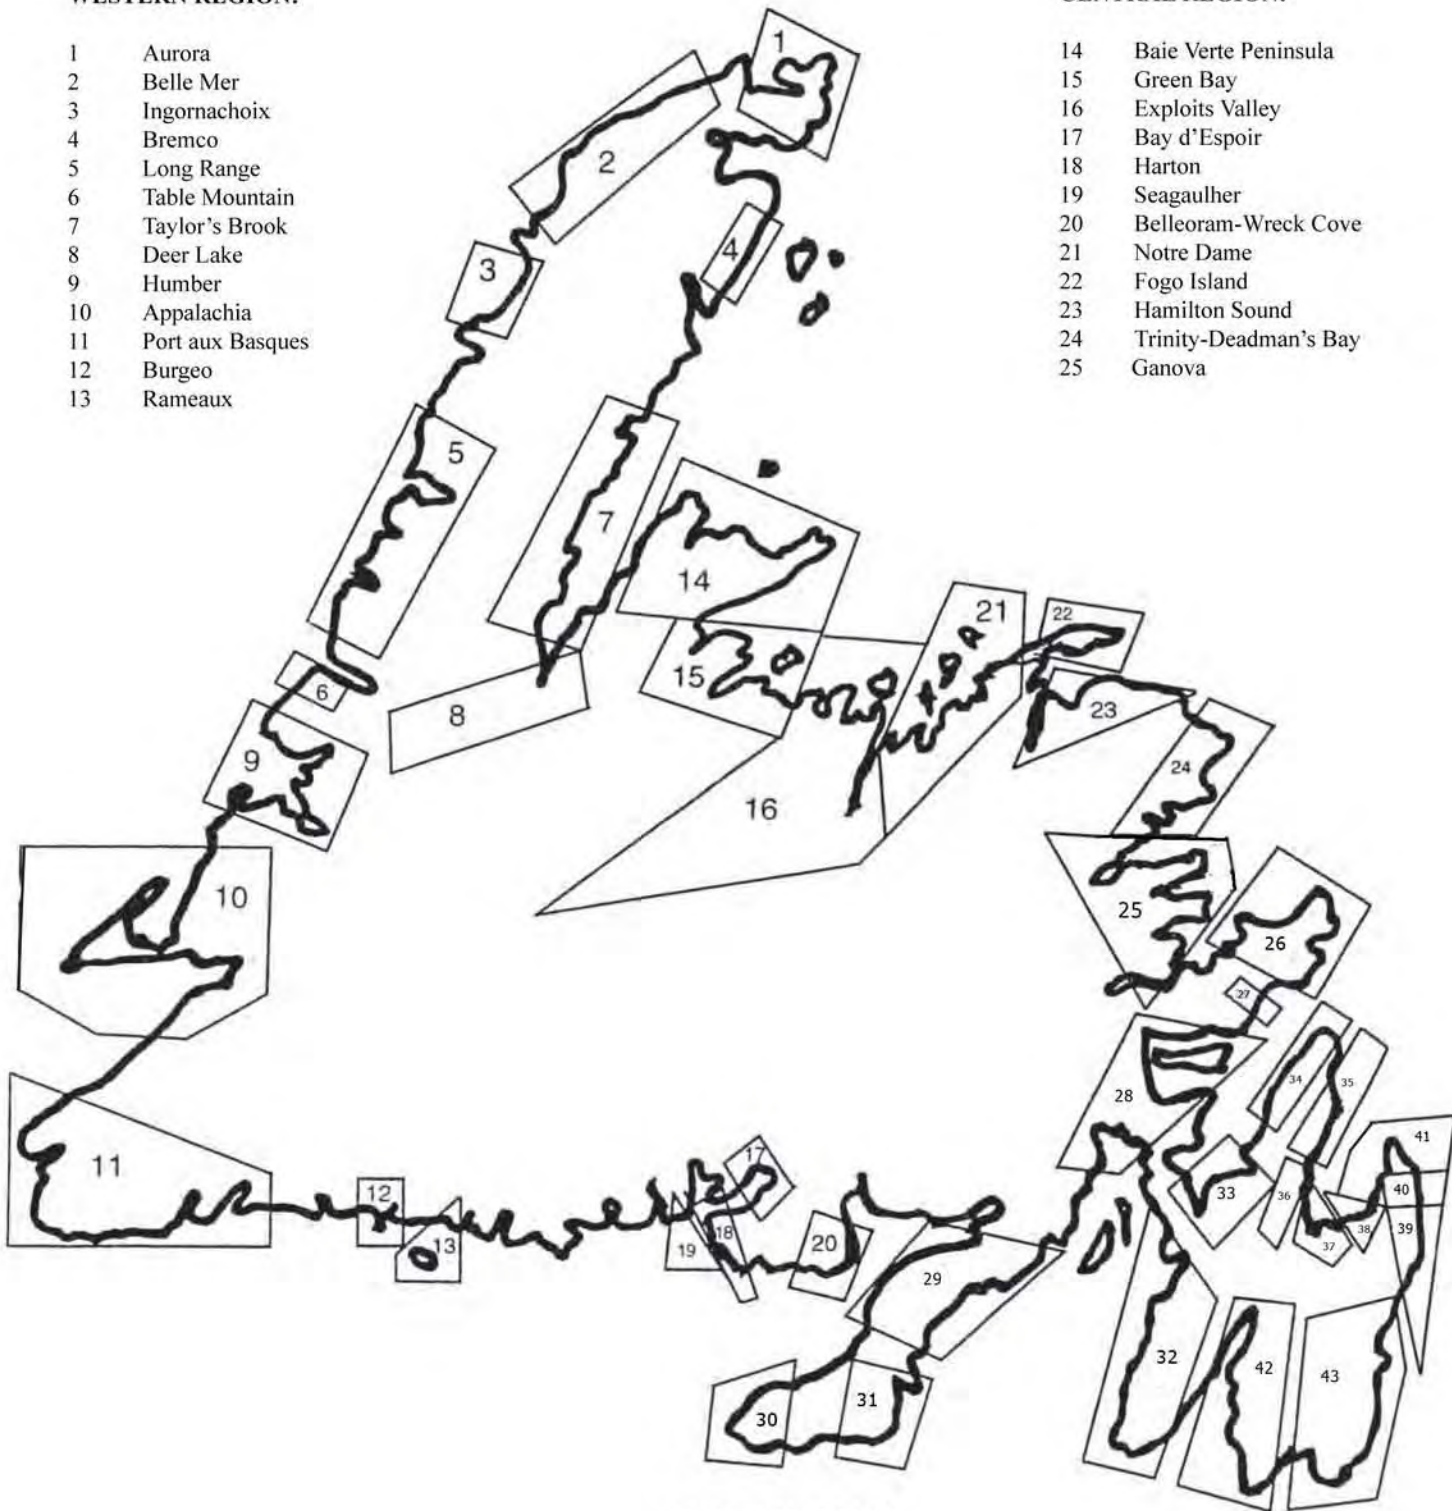 WESTERN REGION:
1 Aurora
2 Belle Mer
3 Ingornachoix
4 Bremco
5 Long Range
6 Table Mountain
7 Taylor's Brook
8 Deer Lake
9 Humber
10 Appalachia
11 Port aux Basques
12 Burgeo
13 Rameaux
CENTRAL REGION:
14 Baie Verte Peninsula
15 Green Bay
16 Exploits Valley
17 Bay d'Espoir
18 Harton
19 Seagaulher
20 Belleoram-Wreck Cove
21 Notre Dame
22 Fogo Island
23 Hamilton Sound
24 Trinity-Deadman's Bay
25 Ganova
1
2
3
4
5
6
7
8
9
10
11
12
13
14
15
16
17
18
19
20
21
22
23
24
25
26
27
28
29
30
31
32
33
34
35
36
37
38
39
40
41
42
43